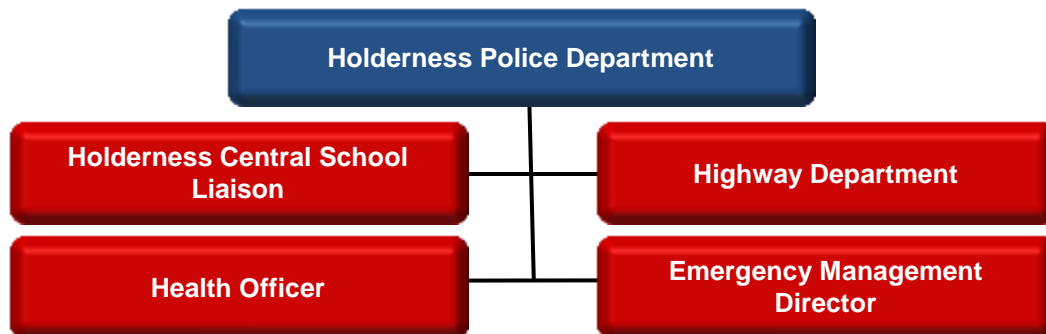 Holderness Police Department
Holderness Central School
Liaison
Highway Department
Health Officer
Emergency Management
Director